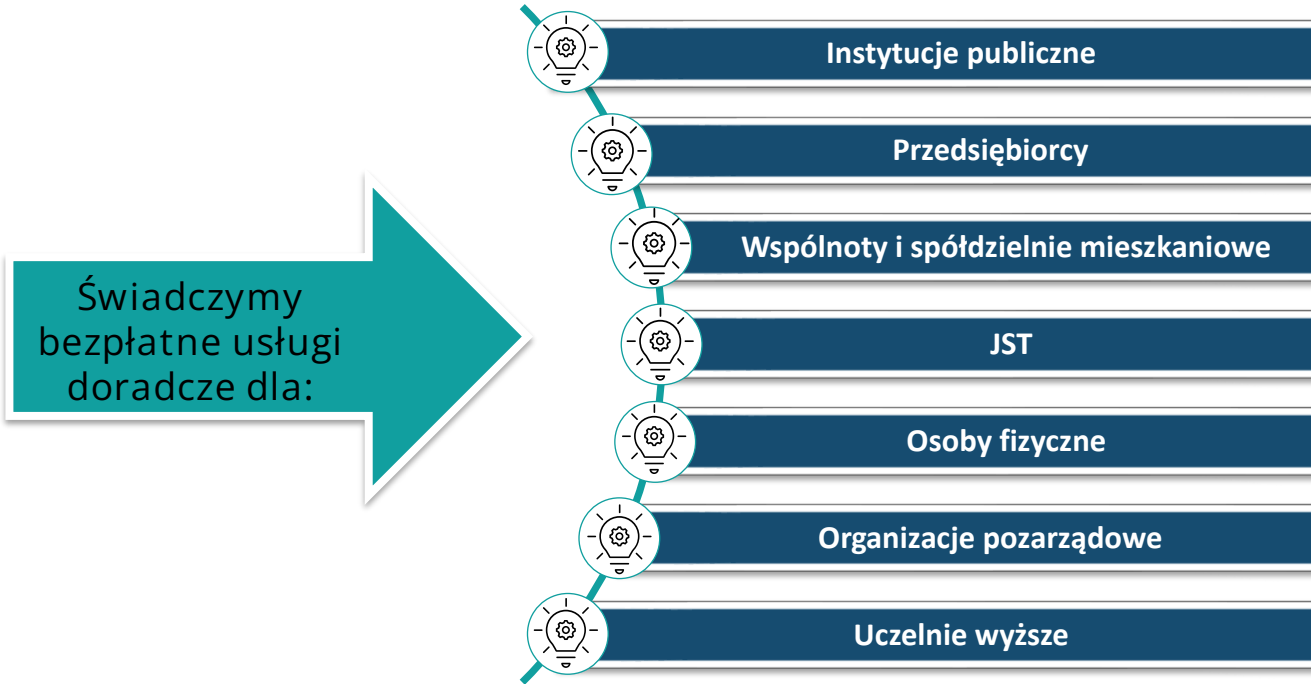 Świadczymy
bezpłatne usługi
doradcze dla:
Instytucje publiczne
Przedsiębiorcy
Wspólnoty i spółdzielnie mieszkaniowe
JST
Osoby fizyczne
Organizacje pozarządowe
Uczelnie wyższe